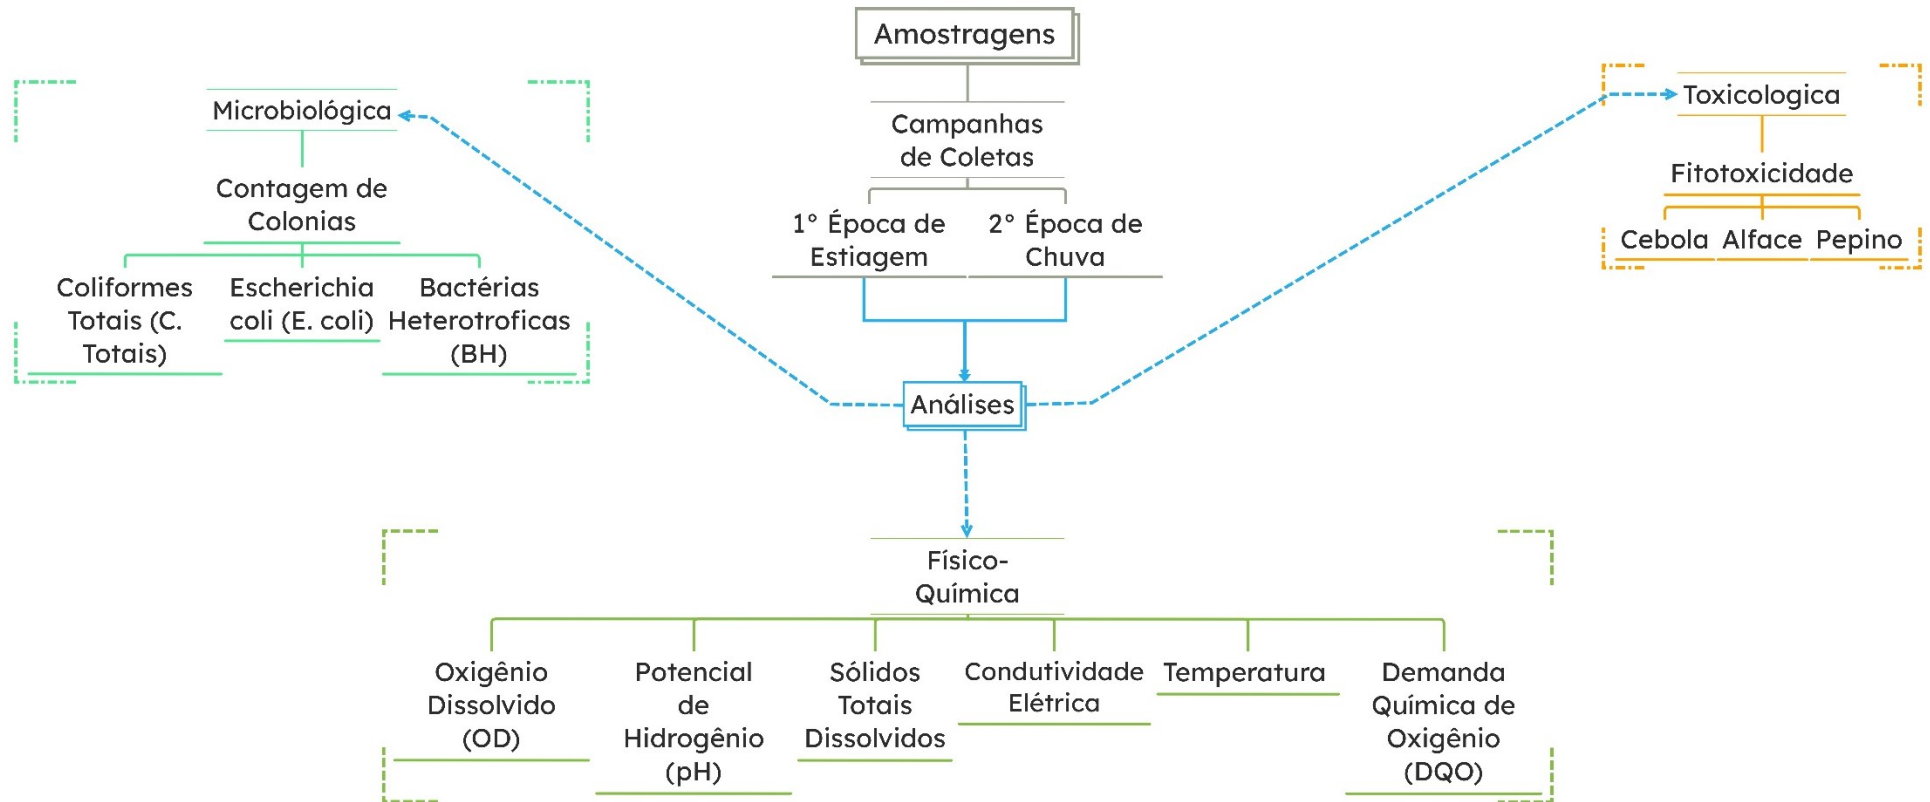 Amostragens
Campanhas
de Coletas
1° Época de
Estiagem
2° Época de
Chuva
Análises
Microbiológica
Contagem de
Colonias
Coliformes
Totais (C.
Totais)
Escherichia
coli (E. coli)
Bactérias
Heterotroficas
(BH)
Toxicologica
Fitotoxicidade
Cebola
Alface
Pepino
Físico-
Química
Oxigênio
Dissolvido
(OD)
Potencial
de
Hidrogênio
(pH)
Sólidos
Totais
Dissolvidos
Condutividade
Elétrica
Temperatura
Demanda
Química de
Oxigênio
(DQO)